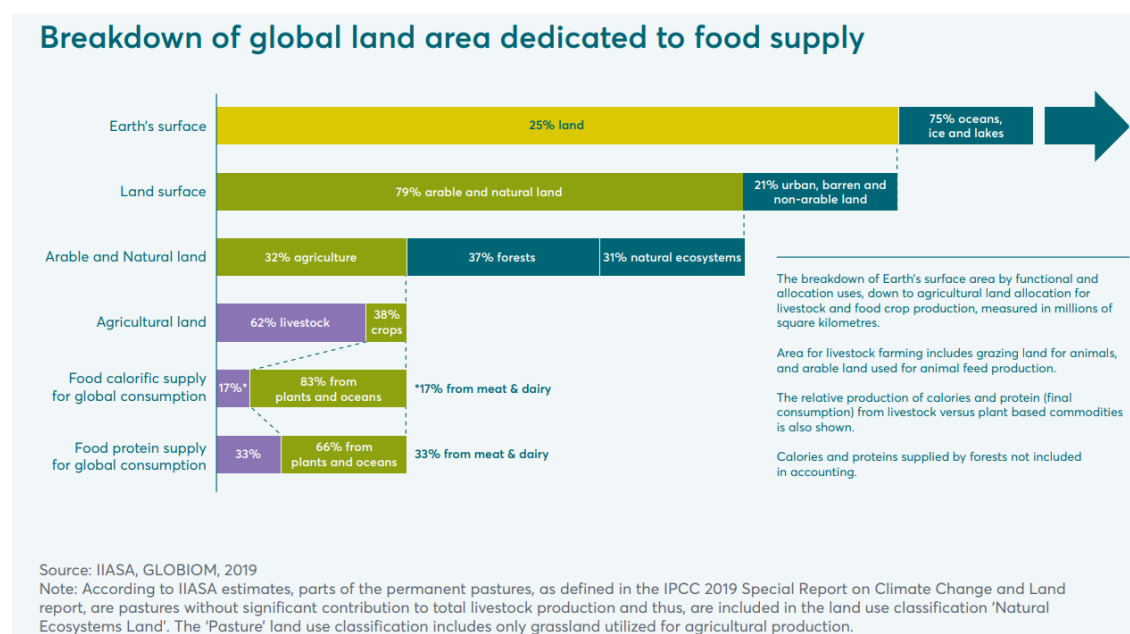 Breakdown of global land area dedicated to food supply
Earth's surface
25% land
75% oceans,
ice and lakes
Land surface
79% arable and natural land
21% urban, barren and
non-arable land
Arable and Natural land
32% agriculture
37% forests
31% natural ecosystems
Agricultural land
62% livestock
38%
crops
Food calorific supply
for global consumption
17%*
83% from
plants and oceans
*17% from meat & dairy
Food protein supply
for global consumption
33%
66% from
plants and oceans
33% from meat & dairy
The breakdown of Earth's surface area by functional and
allocation uses, down to agricultural land allocation for
livestock and food crop production, measured in millions of
square kilometres.
Area for livestock farming includes grazing land for animals,
and arable land used for animal feed production.
The relative production of calories and protein (final
consumption) from livestock versus plant based commodities
is also shown.
Calories and proteins supplied by forests not included
in accounting.
Source: IIASA, GLOBIOM, 2019
Note: According to IIASA estimates, parts of the permanent pastures, as defined in the IPCC 2019 Special Report on Climate Change and Land
report, are pastures without significant contribution to total livestock production and thus, are included in the land use classification 'Natural
Ecosystems Land'. The 'Pasture' land use classification includes only grassland utilized for agricultural production.